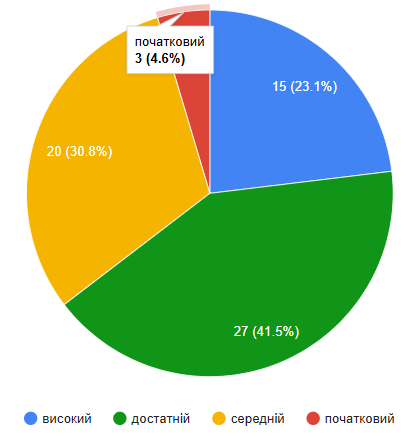 початковий
3 (4.6%)
15 (23.1%)
20 (30.8%)
27 (41.5%)
високий
достатній
середній
початковий